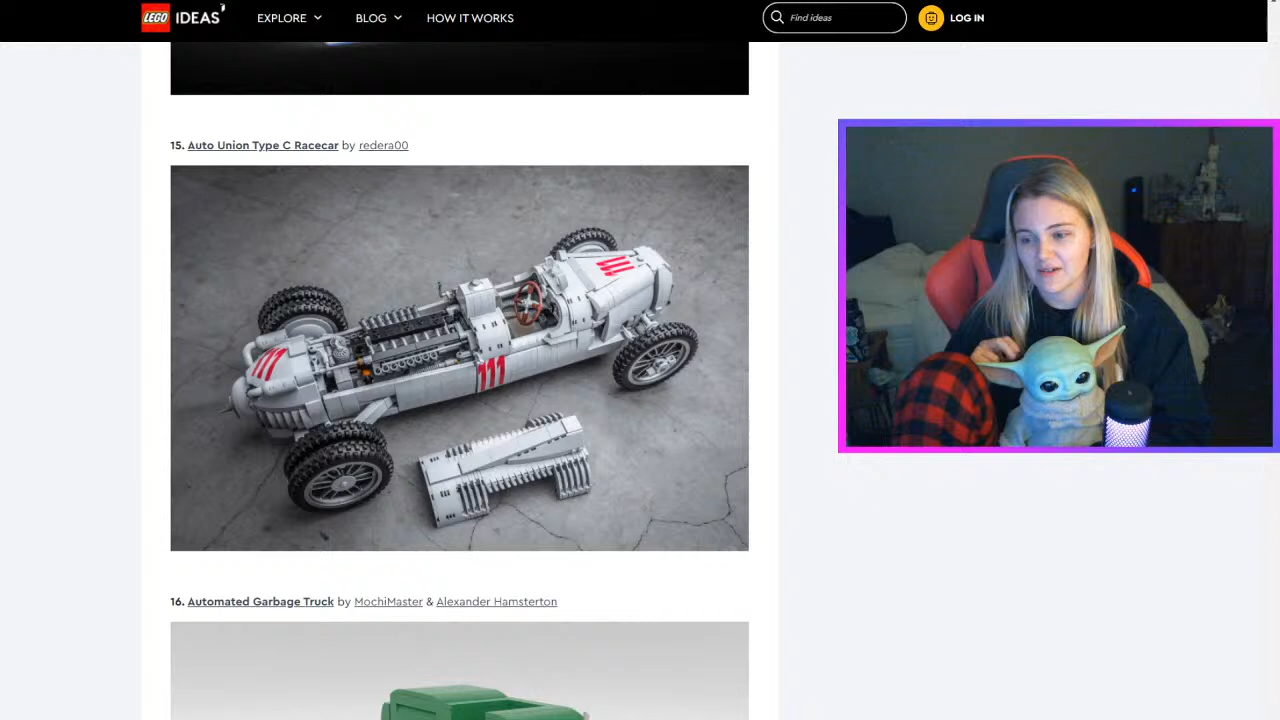 LEGO IDEAS EXPLORE BLOG HOW IT WORKS Find ideas LOG IN
15. Auto Union Type C Racecar by redera00
111
111
111
16. Automated Garbage Truck by MochiMaster & Alexander Hamsterton